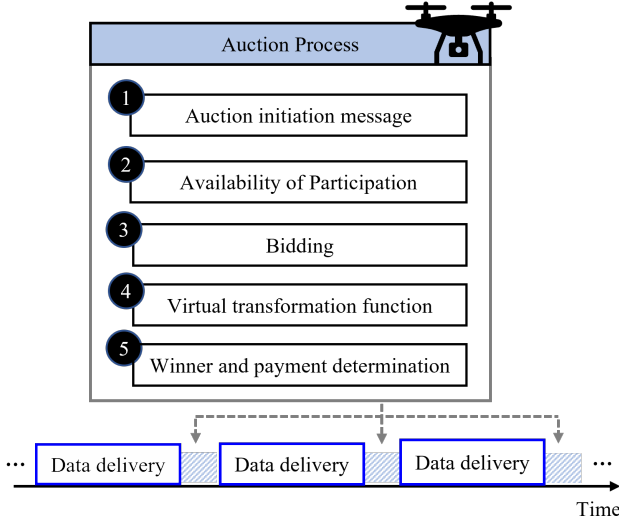 Auction Process
1
Auction initiation message
2
Availability of Participation
3
Bidding
4
Virtual transformation function
5
Winner and payment determination
... Data delivery Data delivery Data delivery ...
Time